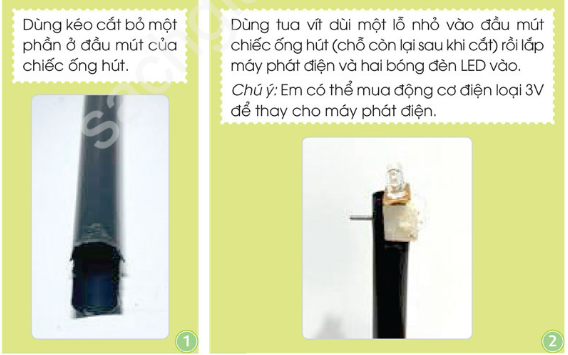 Dùng kéo cắt bỏ một
phần ở đầu mút của
chiếc ống hút.
1
Dùng tua vít dùi một lỗ nhỏ vào đầu mút
chiếc ống hút (chỗ còn lại sau khi cắt) rồi lắp
máy phát điện và hai bóng đèn LED vào.
Chú ý: Em có thể mua động cơ điện loại 3V
để thay cho máy phát điện.
2